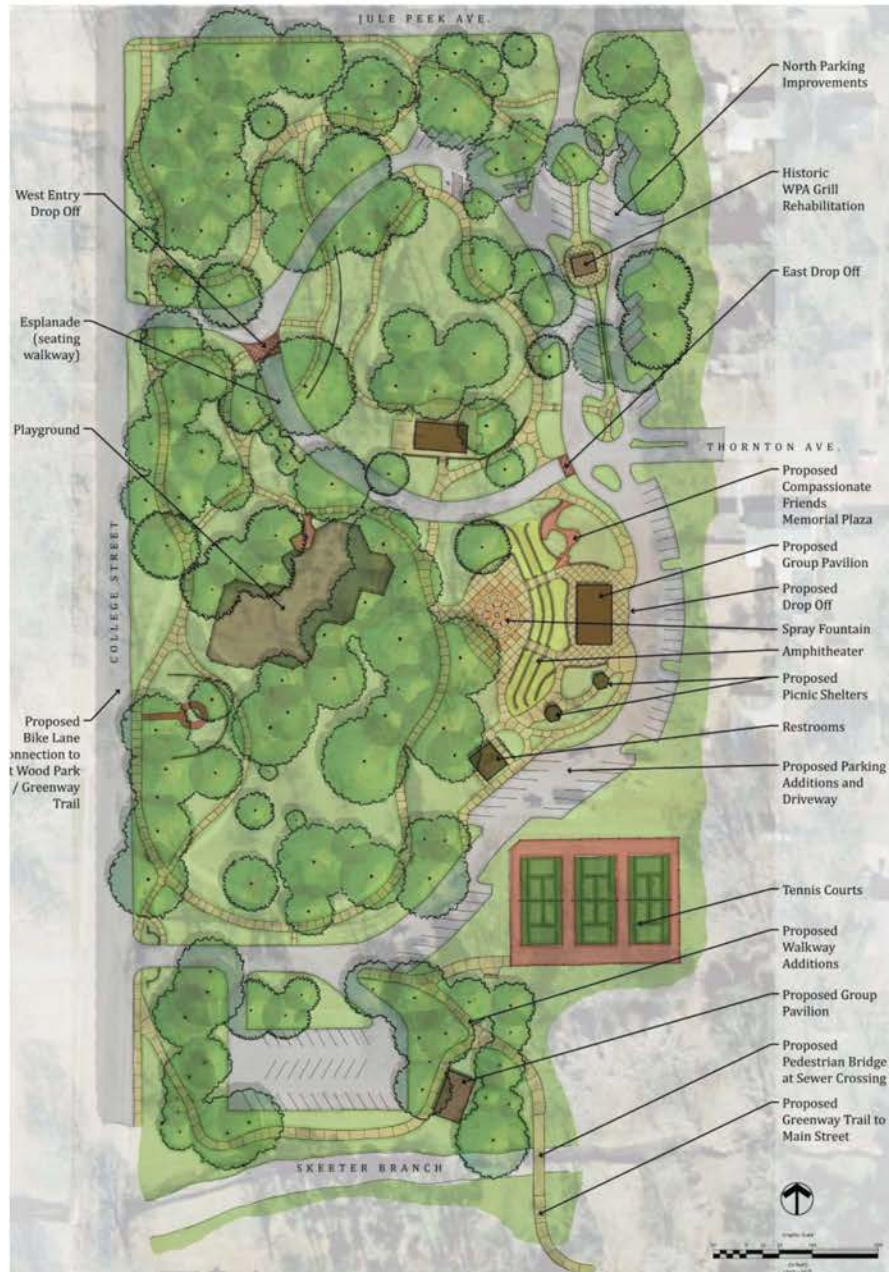 JULE PEEK AVE.
North Parking
Improvements
Historic
WPA Grill
Rehabilitation
West Entry
Drop Off
East Drop Off
Esplanade
(seating
walkway)
Playground
THORNTON AVE.
COLLEGE STREET
Proposed
Compassionate
Friends
Memorial Plaza
Proposed
Group Pavilion
Proposed
Drop Off
Spray Fountain
Amphitheater
Proposed
Picnic Shelters
Restrooms
Proposed
Bike Lane
onnection to
t Wood Park
/ Greenway
Trail
Proposed Parking
Additions and
Driveway
Tennis Courts
Proposed
Walkway
Additions
Proposed Group
Pavilion
Proposed
Pedestrian Bridge
at Sewer Crossing
Proposed
Greenway Trail to
Main Street
SKEETER BRANCH
Graphic Scale